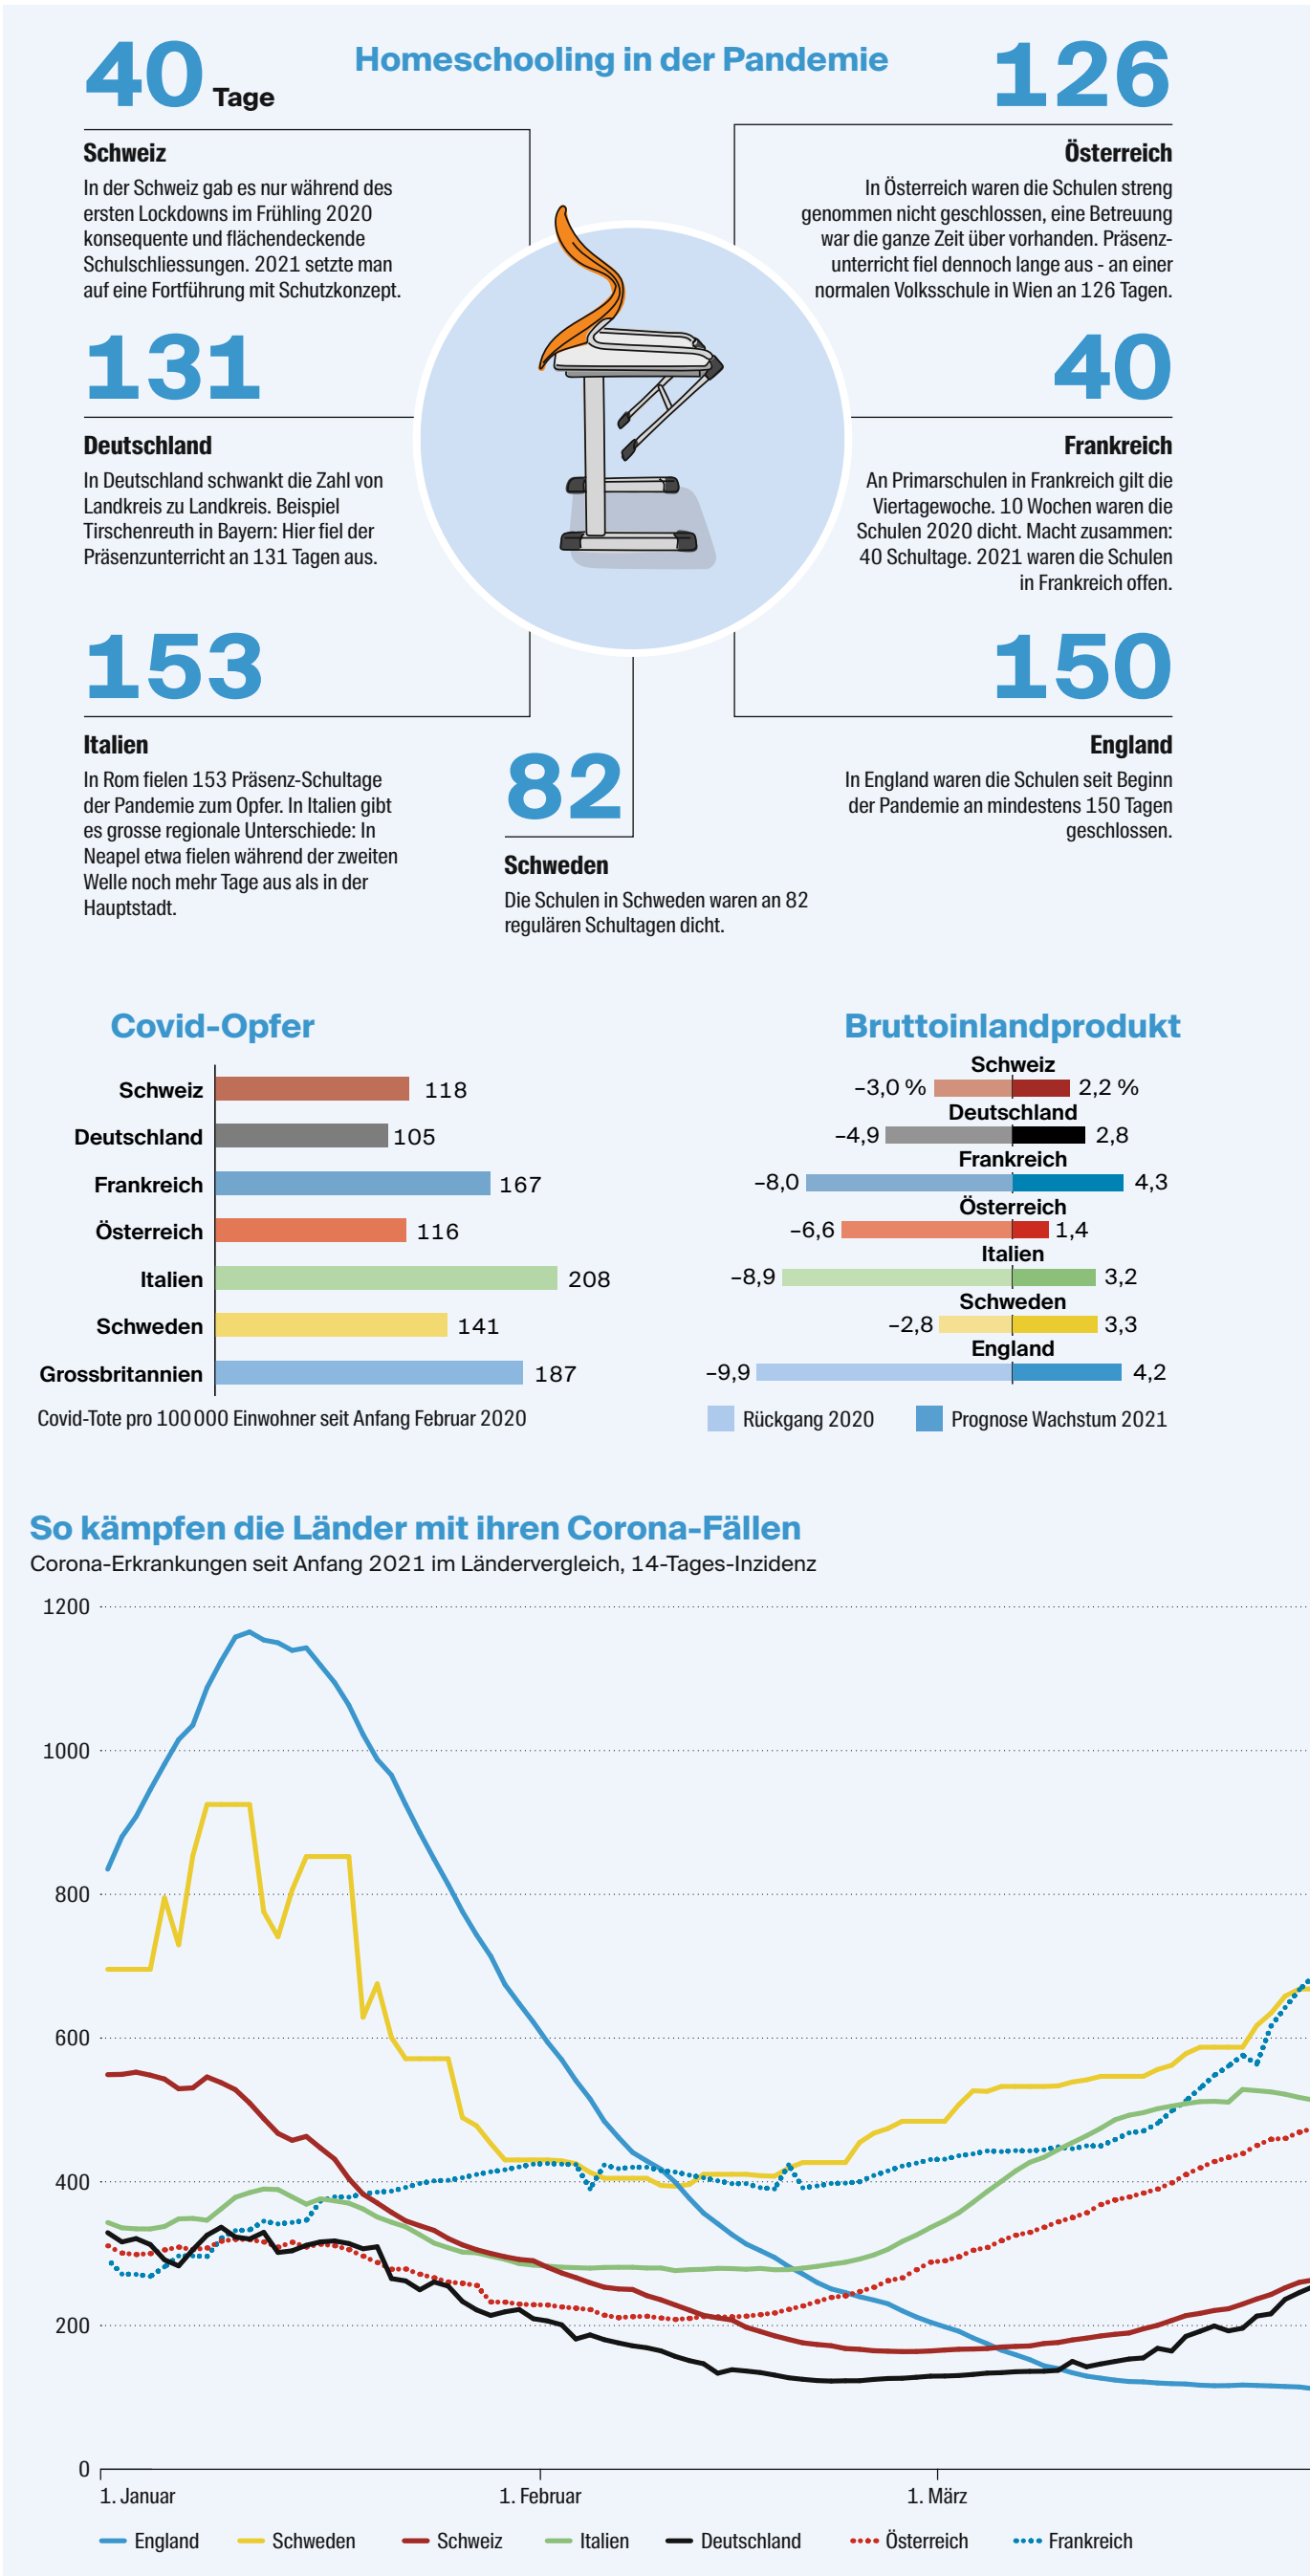 Homeschooling in der Pandemie
40 Tage
Schweiz
In der Schweiz gab es nur während des
ersten Lockdowns im Frühling 2020
konsequente und flächendeckende
Schulschliessungen. 2021 setzte man
auf eine Fortführung mit Schutzkonzept.
126
Österreich
In Österreich waren die Schulen streng
genommen nicht geschlossen, eine Betreuung
war die ganze Zeit über vorhanden. Präsenz-
unterricht fiel dennoch lange aus - an einer
normalen Volksschule in Wien an 126 Tagen.
131
Deutschland
In Deutschland schwankt die Zahl von
Landkreis zu Landkreis. Beispiel
Tirschenreuth in Bayern: Hier fiel der
Präsenzunterricht an 131 Tagen aus.
40
Frankreich
An Primarschulen in Frankreich gilt die
Viertagewoche. 10 Wochen waren die
Schulen 2020 dicht. Macht zusammen:
40 Schultage. 2021 waren die Schulen
in Frankreich offen.
153
Italien
In Rom fielen 153 Präsenz-Schultage
der Pandemie zum Opfer. In Italien gibt
es grosse regionale Unterschiede: In
Neapel etwa fielen während der zweiten
Welle noch mehr Tage aus als in der
Hauptstadt.
82
Schweden
Die Schulen in Schweden waren an 82
regulären Schultagen dicht.
150
England
In England waren die Schulen seit Beginn
der Pandemie an mindestens 150 Tagen
geschlossen.
Covid-Opfer
Schweiz 118
Deutschland 105
Frankreich 167
Österreich 116
Italien 208
Schweden 141
Grossbritannien 187
Covid-Tote pro 100 000 Einwohner seit Anfang Februar 2020
Bruttoinlandprodukt
Schweiz
–3,0 % 2,2 %
Deutschland
–4,9 2,8
Frankreich
–8,0 4,3
Österreich
–6,6 1,4
Italien
–8,9 3,2
Schweden
–2,8 3,3
England
–9,9 4,2
Rückgang 2020 Prognose Wachstum 2021
So kämpfen die Länder mit ihren Corona-Fällen
Corona-Erkrankungen seit Anfang 2021 im Ländervergleich, 14-Tages-Inzidenz
1200
1000
800
600
400
200
0
1. Januar 1. Februar 1. März
England Schweden Schweiz Italien Deutschland Österreich Frankreich